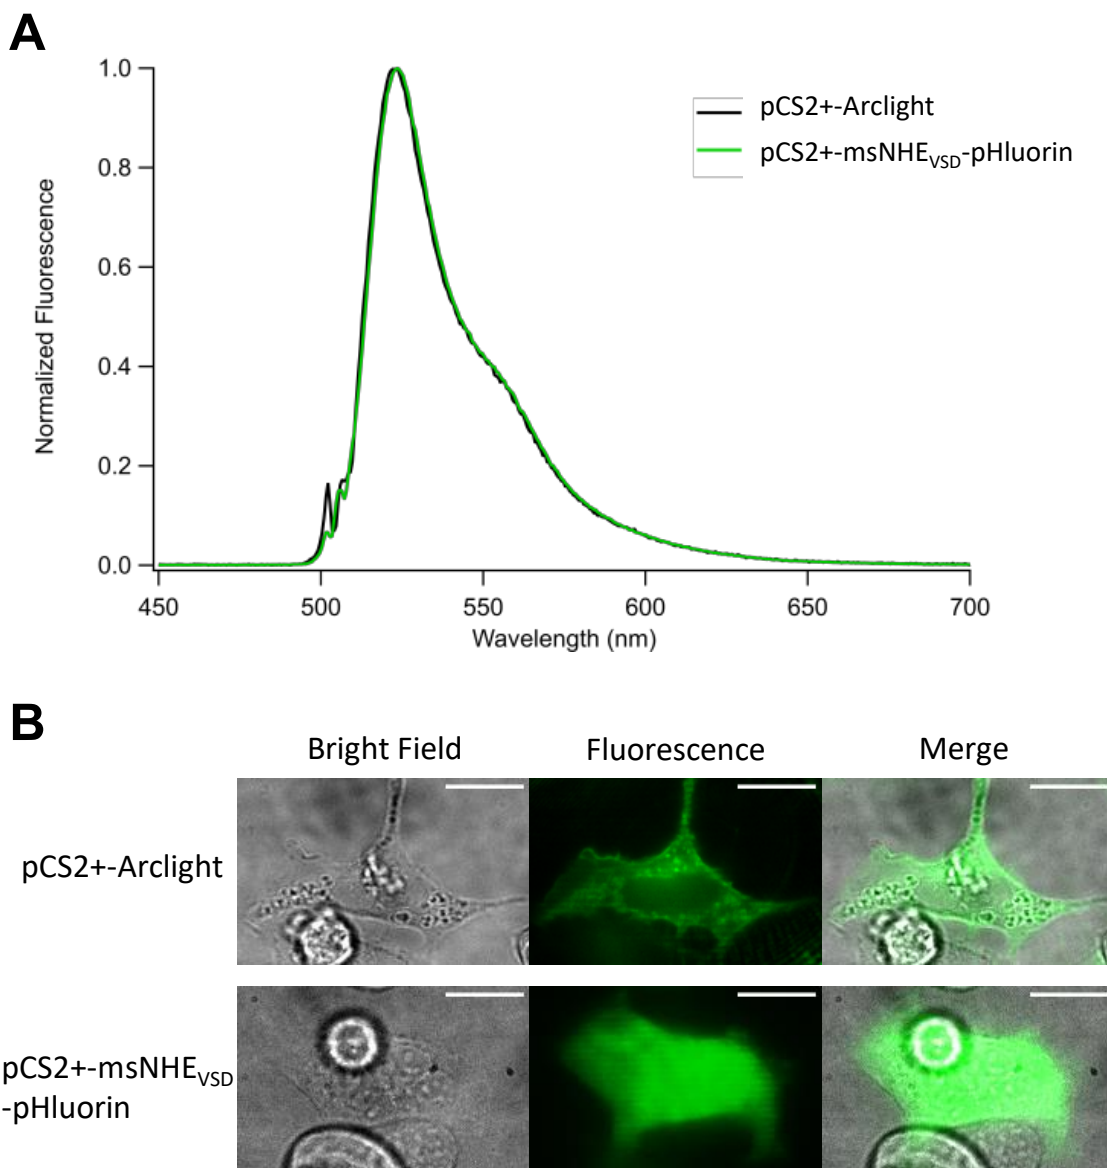 A
1.0
0.8
0.6
0.4
0.2
0.0
Normalized Fluorescence
450 500 550 600 650 700
Wavelength (nm)
pCS2+-Arclight
pCS2+-msNHEVSD-pHluorin
B
Bright Field Fluorescence Merge
pCS2+-Arclight
pCS2+-msNHEVSD
-pHluorin